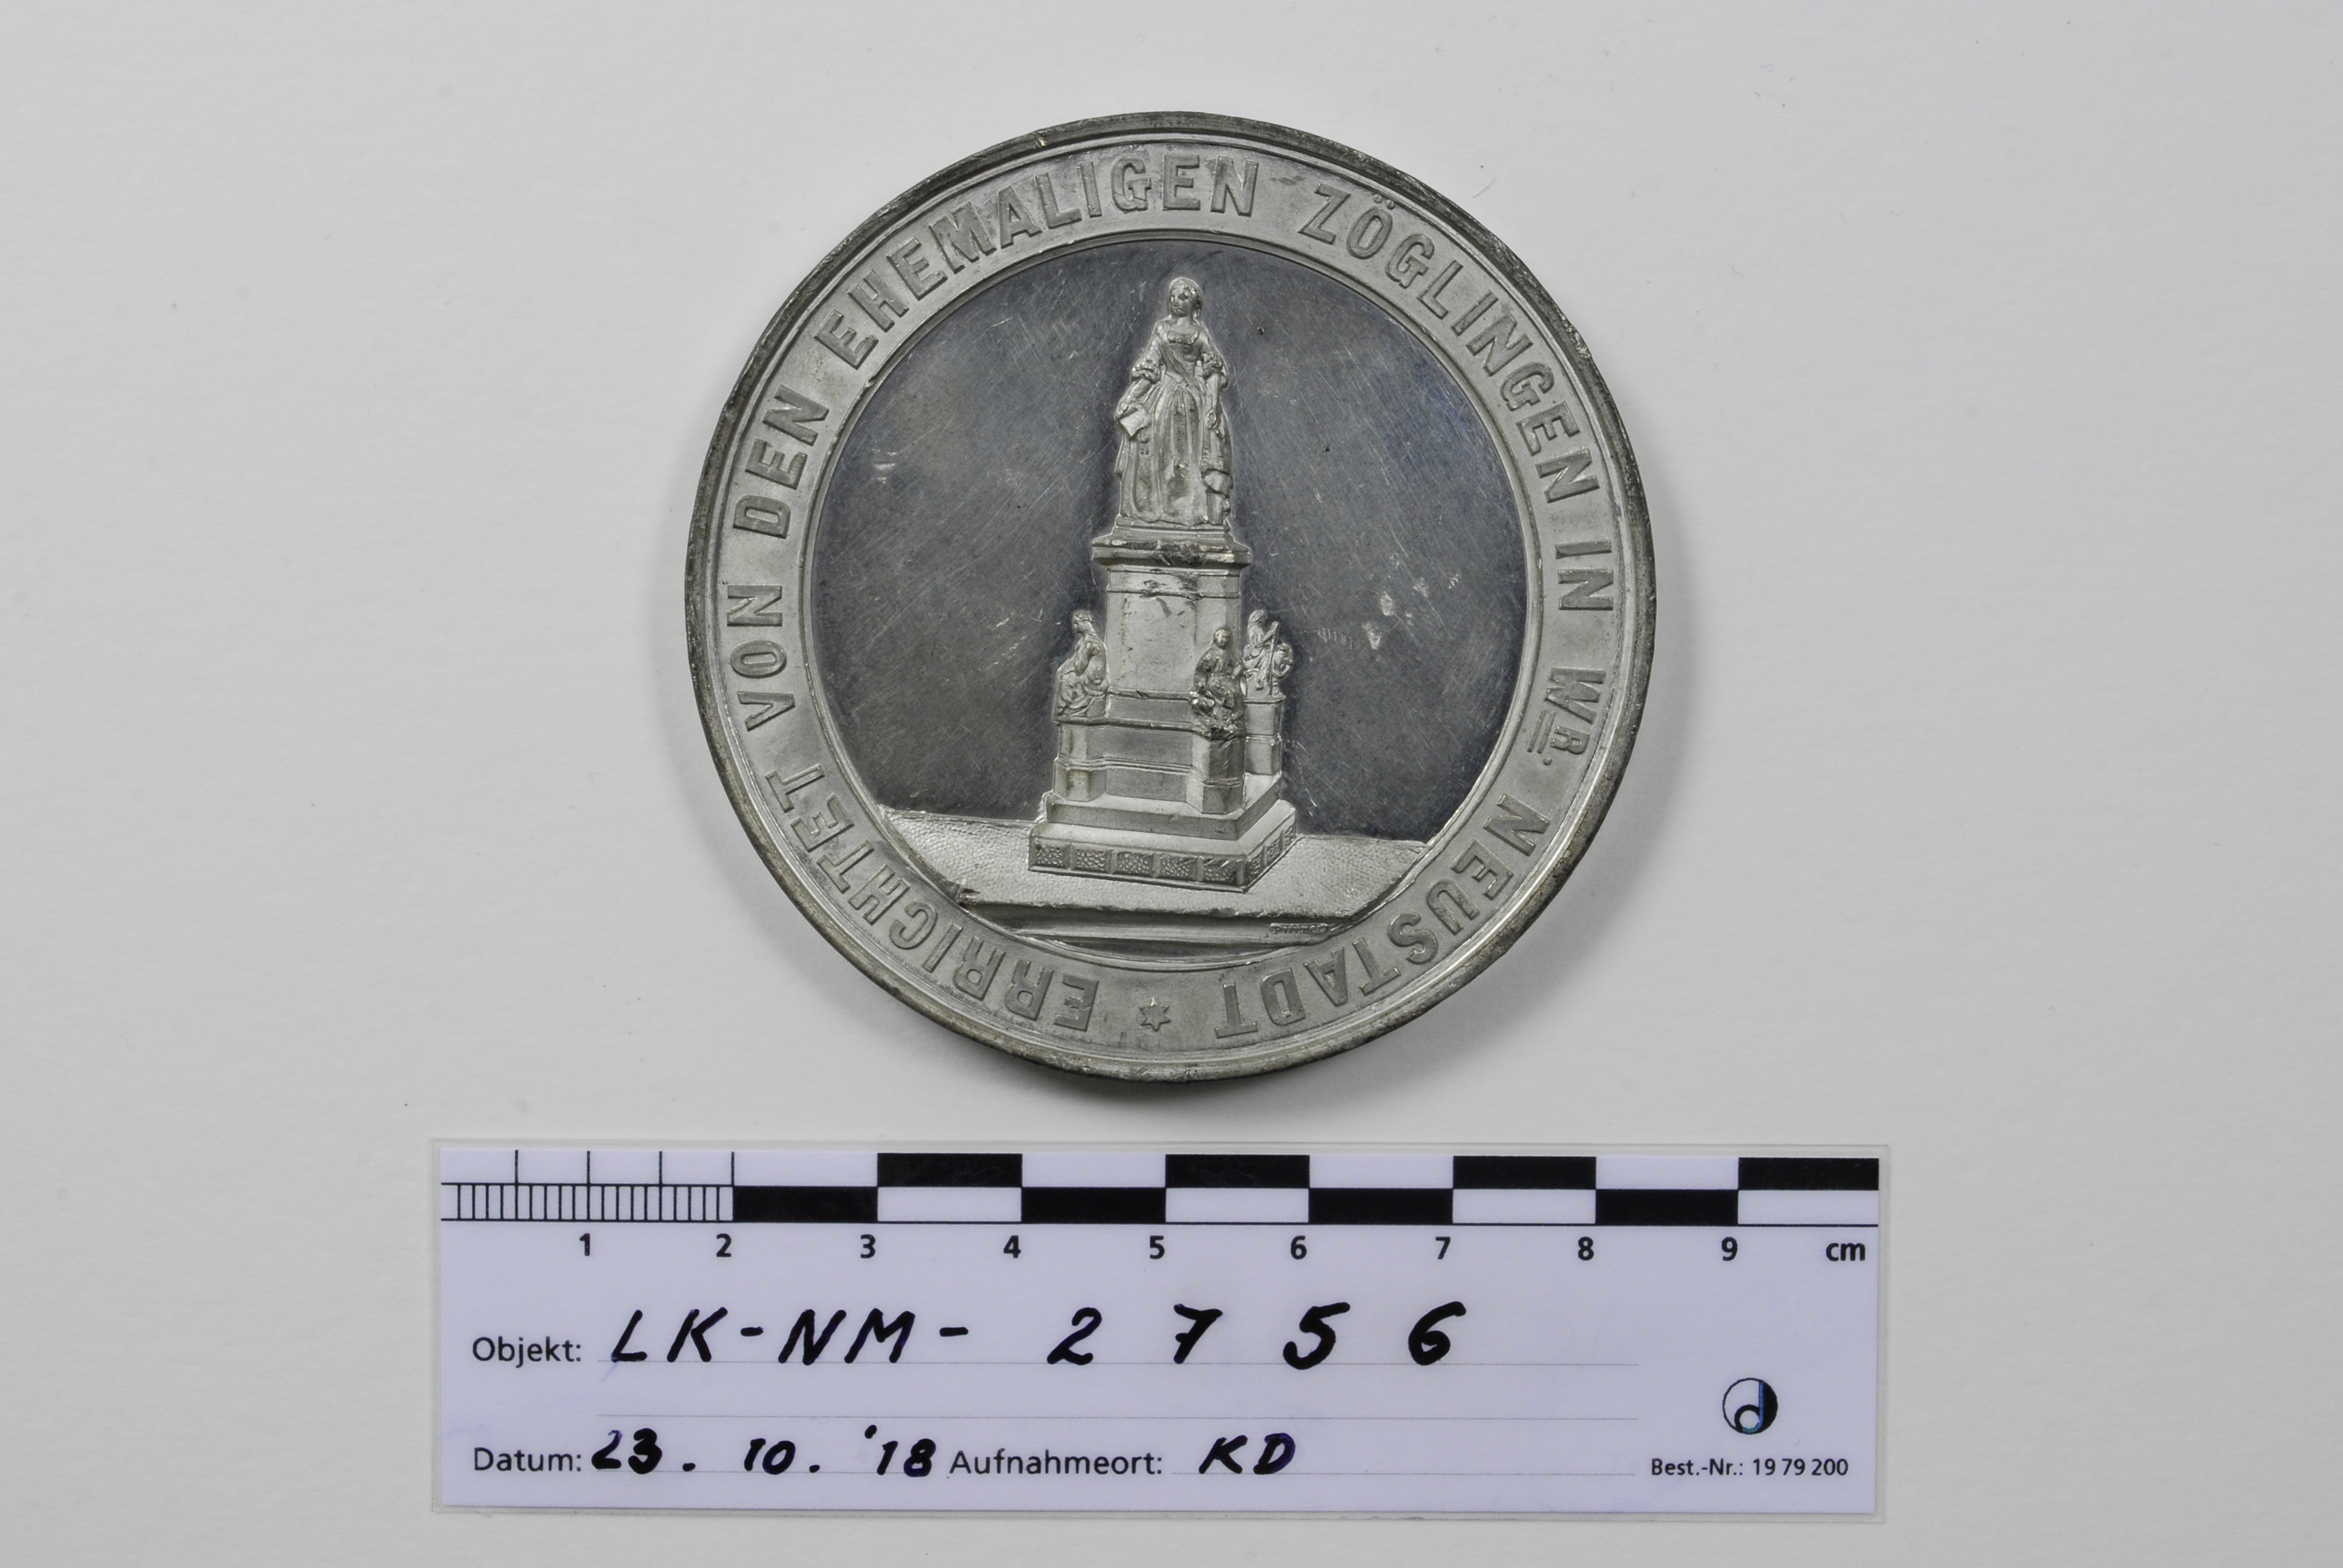 ERRICHTET VON DEN EHEMALIGEN ZÖGLINGEN IN WR. NEUSTADT
1 2 3 4 5 6 7 8 9 cm
Objekt: LK-NM- 2756
Datum: 23. 10. '18 Aufnahmeort: KD
Best.-Nr.: 19 79 200